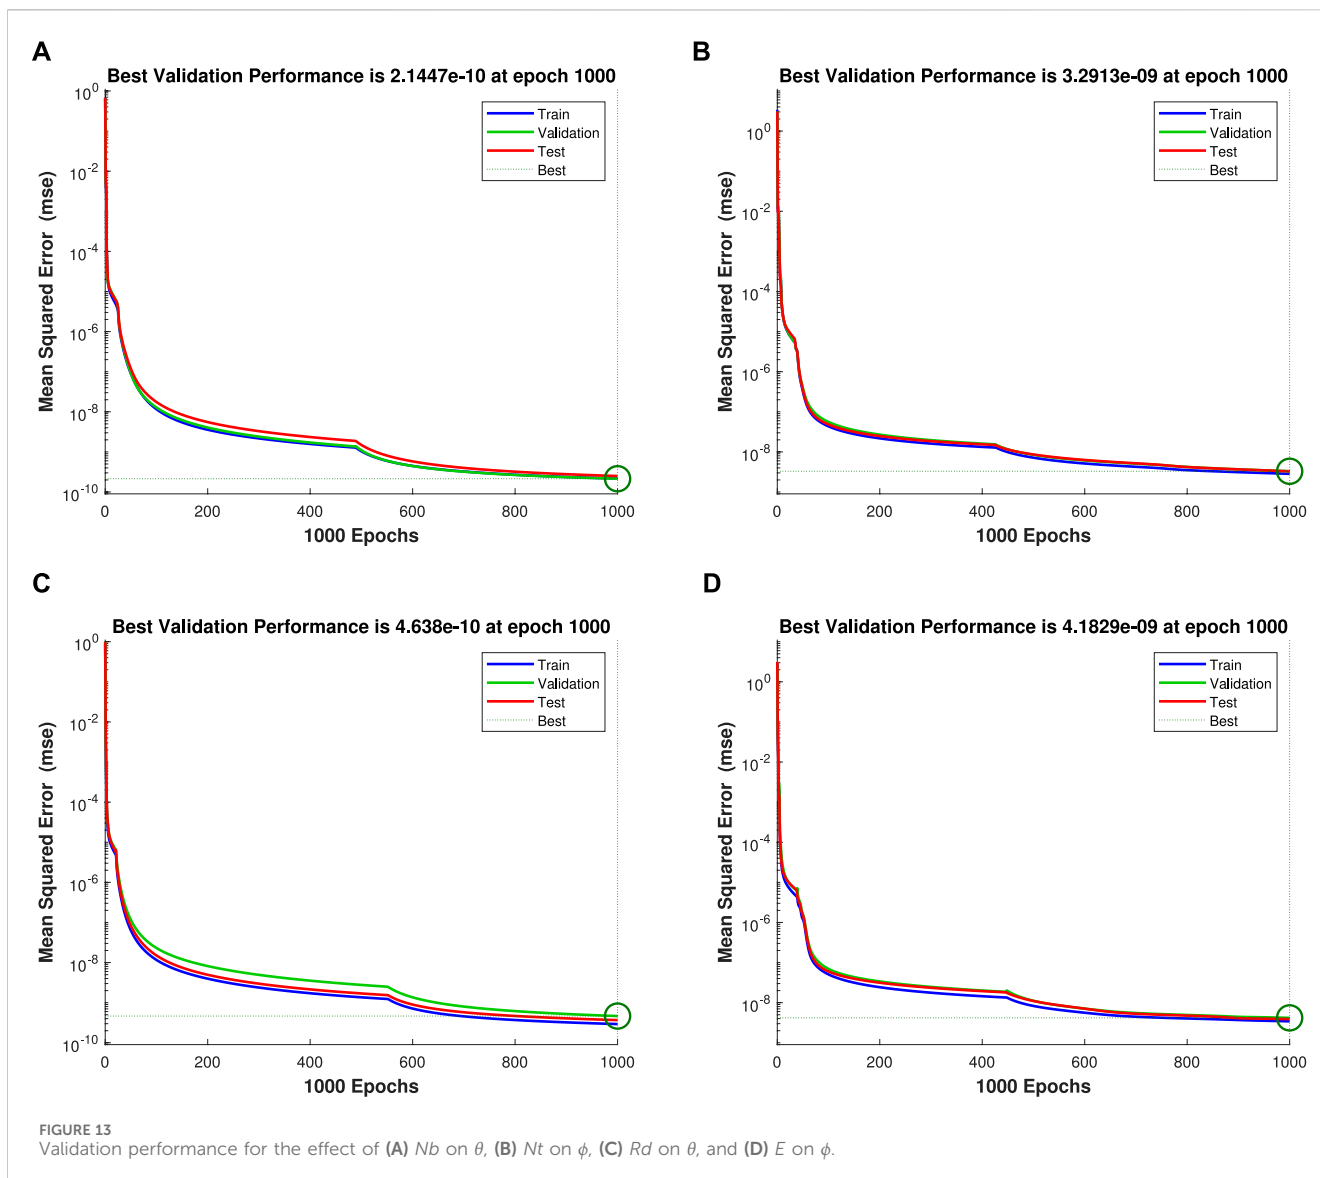 A
Best Validation Performance is 2.1447e-10 at epoch 1000
Mean Squared Error (mse)
10^0
10^-2
10^-4
10^-6
10^-8
10^-10
0 200 400 600 800 1000
1000 Epochs
Train
Validation
Test
Best
B
Best Validation Performance is 3.2913e-09 at epoch 1000
Mean Squared Error (mse)
10^0
10^-2
10^-4
10^-6
10^-8
0 200 400 600 800 1000
1000 Epochs
Train
Validation
Test
Best
C
Best Validation Performance is 4.638e-10 at epoch 1000
Mean Squared Error (mse)
10^0
10^-2
10^-4
10^-6
10^-8
10^-10
0 200 400 600 800 1000
1000 Epochs
Train
Validation
Test
Best
D
Best Validation Performance is 4.1829e-09 at epoch 1000
Mean Squared Error (mse)
10^0
10^-2
10^-4
10^-6
10^-8
0 200 400 600 800 1000
1000 Epochs
Train
Validation
Test
Best
FIGURE 13
Validation performance for the effect of (A) Nb on θ, (B) Nt on ϕ, (C) Rd on θ, and (D) E on ϕ.